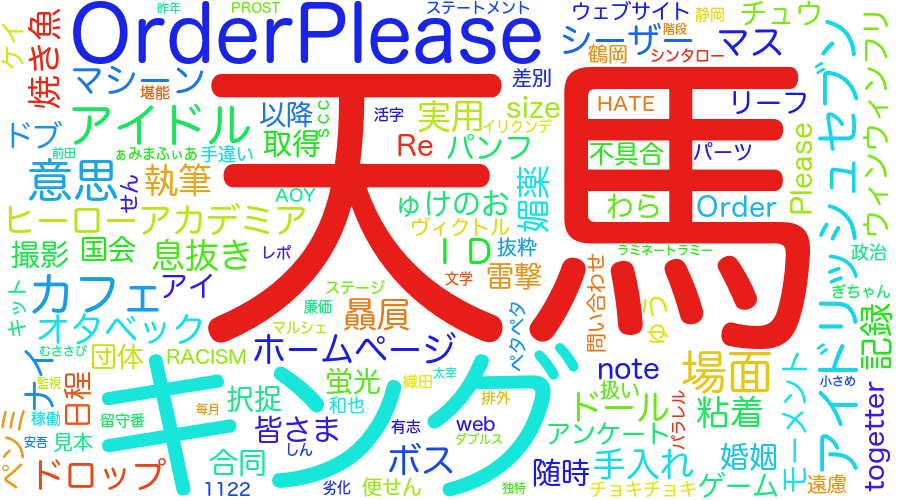 昨年
PROST
ステートメント
ウェブサイト
静岡
チュウ
ケイ
焼き魚
OrderPlease
シーザー
階段
マス
鶴岡
シンタロー
マシーン
堪能
差別
天馬
HATE
リーフ
アイドル
以降
scc
活字
実用
size
イリクンデ
ドブ
前田
ぁみまふぃあ
手違い
取得
Re
パンフ
不具合
パーツ
Please
アイドリッシュセブン
ウィンウィンフリ
意思
せん
執筆
AOY
ゅけのお
媚薬
わら
Order
ヒーローアカデミア
ヴィクトル
撮影
国会
息抜き
レポ
ID
抜粋
ラミネートラミー
政治
文学
雷撃
問い合わせ
キット
カフェ
アイ
ステージ
廉価
贔屓
ぎちゃん
オタベック
マルシェ
ペタペタ
ゅう
記録
むささび
団体
RACISM
ホームページ
ナイ
監視
日程
キング
蛍光
織田
太宰
note
場面
モーメント
小さめ
択捉
排外
扱い
ペンミ
稼働
留守番
毎月
和也
皆さま
有志
web
ドール
パラレル
粘着
togetter
安吾
見本
しん
ダブルス
アンケート
ドロップ
合同
ボス
随時
手入れ
婚姻
1122
劣化
便せん
独特
チョキチョキ
ゲーム
遠慮